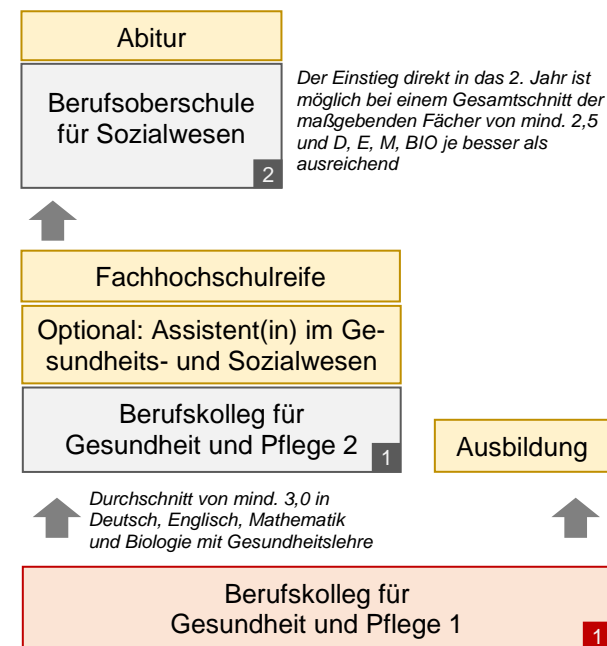 Abitur
Berufsoberschule
für Sozialwesen
2
Der Einstieg direkt in das 2. Jahr ist
möglich bei einem Gesamtschnitt der
maßgebenden Fächer von mind. 2,5
und D, E, M, BIO je besser als
ausreichend
Fachhochschulreife
Optional: Assistent(in) im Ge-
sundheits- und Sozialwesen
Berufskolleg für
Gesundheit und Pflege 2
1
Ausbildung
Durchschnitt von mind. 3,0 in
Deutsch, Englisch, Mathematik
und Biologie mit Gesundheitslehre
Berufskolleg für
Gesundheit und Pflege 1
1